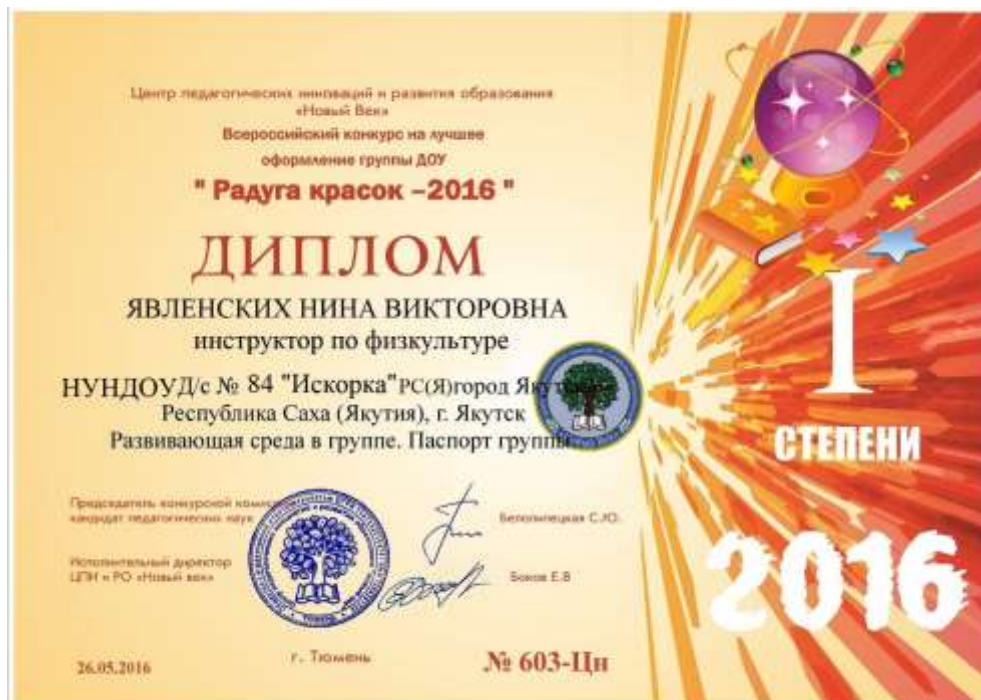 Центр педагогических инноваций и развития образования
«Новый Век»
Всероссийский конкурс на лучшее
оформление группы ДОУ
" Радуга красок –2016 "
ДИПЛОМ
ЯВЛЕНСКИХ НИНА ВИКТОРОВНА
инструктор по физкультуре
НУНДОУД/с № 84 "Искорка"РС(Я)город
Республика Саха (Якутия), г. Якутск
Развивающая среда в группе. Паспорт группы.
Председатель конкурсной
кандидат педагогических наук
Белопипецкая С.Ю.
Исполнительный директор
ЦПИ и РО «Новый век»
Боков Е.В
26.05.2016
г. Тюмень
№ 603-Цн
I
СТЕПЕНИ
2016